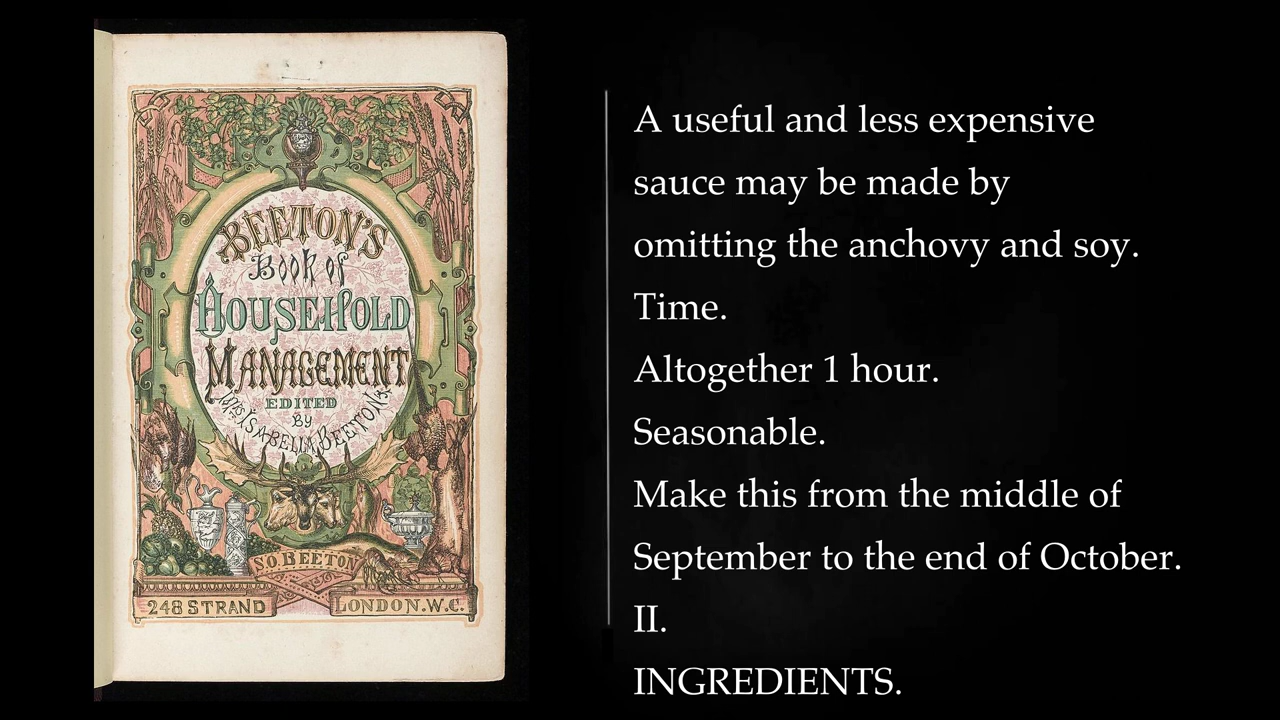 BEETON'S
Book of
HOUSEHOLD
MANAGEMENT
EDITED
BY
MRS. ISABELLA BEETON
S.O. BEETON
248 STRAND
LONDON. W.C.
A useful and less expensive
sauce may be made by
omitting the anchovy and soy.
Time.
Altogether 1 hour.
Seasonable.
Make this from the middle of
September to the end of October.
II.
INGREDIENTS.